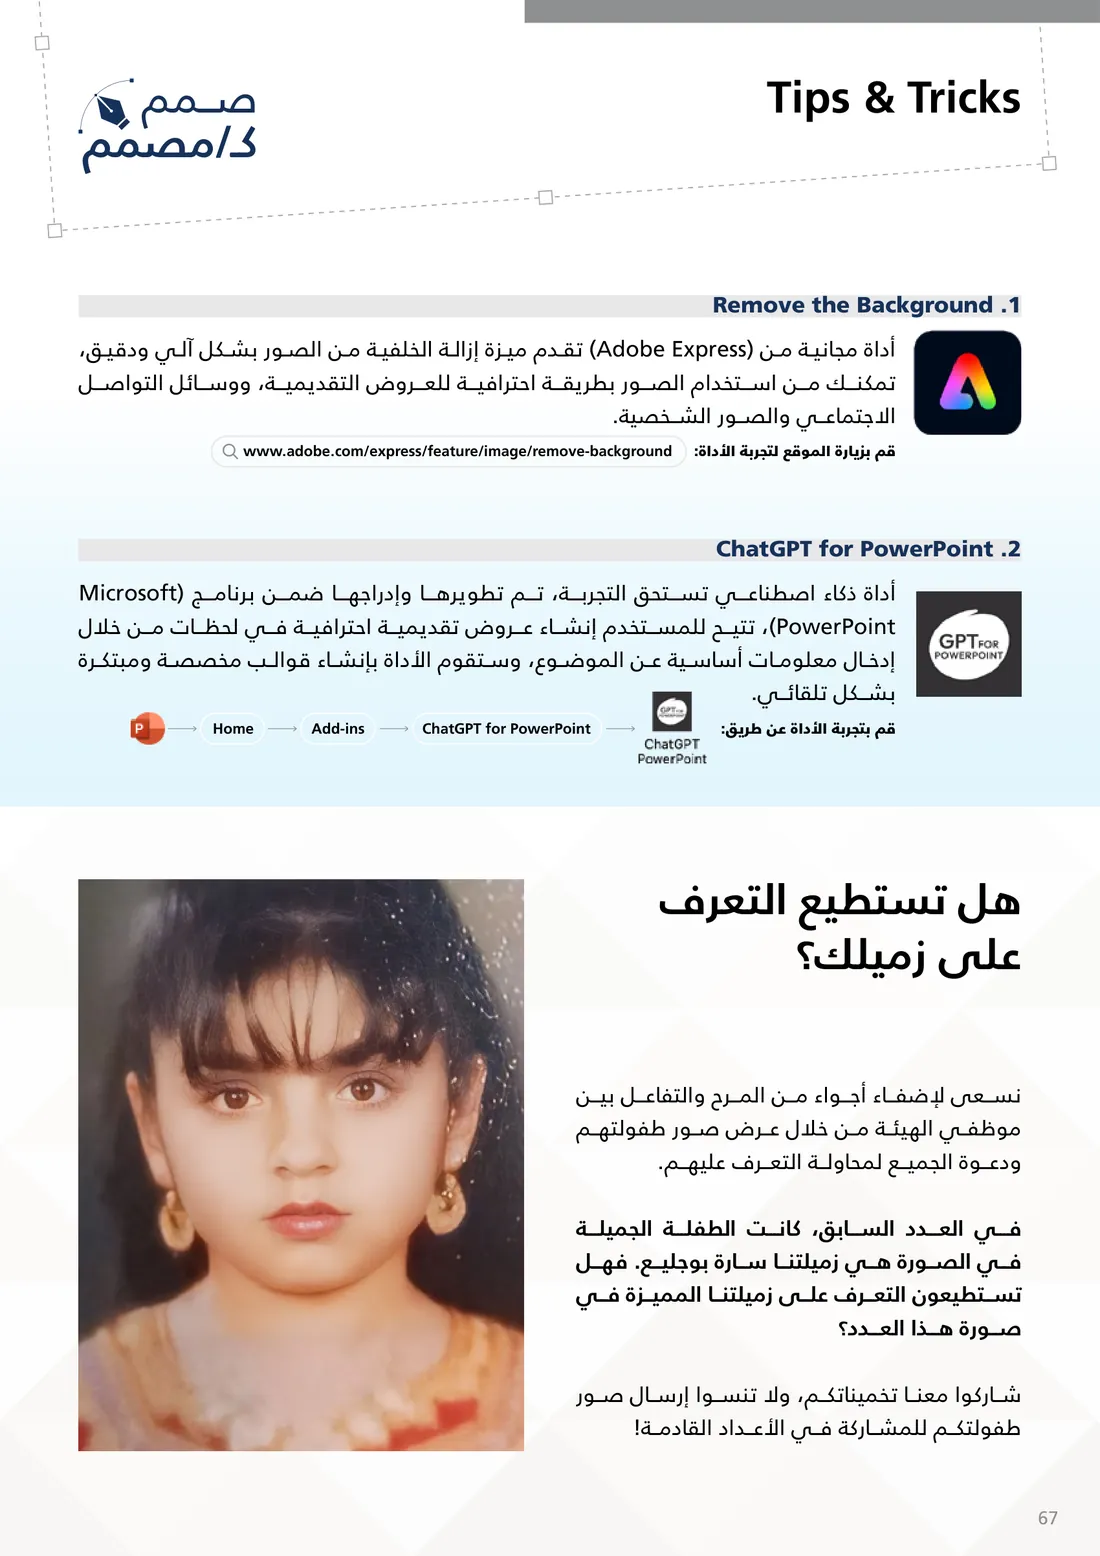 Tips & Tricks
صمم
كـ/مصمم
1. Remove the Background
أداة مجانية من (Adobe Express) تقدم ميزة إزالة الخلفية من الصور بشكل آلي ودقيق،
تمكنك من استخدام الصور بطريقة احترافية للعروض التقديمية، ووسائل التواصل
الاجتماعي والصور الشخصية.
قم بزيارة الموقع لتجربة الأداة: www.adobe.com/express/feature/image/remove-background
2. ChatGPT for PowerPoint
أداة ذكاء اصطناعي تستحق التجربة، تم تطويرها وإدراجها ضمن برنامج (Microsoft
PowerPoint)، تتيح للمستخدم إنشاء عروض تقديمية احترافية في لحظات من خلال
إدخال معلومات أساسية عن الموضوع، وستقوم الأداة بإنشاء قوالب مخصصة ومبتكرة
بشكل تلقائي.
GPT FOR
POWERPOINT
قم بتجربة الأداة عن طريق:
P
Home
Add-ins
ChatGPT for PowerPoint
GPT FOR
POWERPOINT
ChatGPT
PowerPoint
هل تستطيع التعرف
على زميلك؟
نسعى لإضفاء أجواء من المرح والتفاعل بين
موظفي الهيئة من خلال عرض صور طفولتهم
ودعوة الجميع لمحاولة التعرف عليهم.
في العدد السابق، كانت الطفلة الجميلة
في الصورة هي زميلتنا سارة بوجليع. فهل
تستطيعون التعرف على زميلتنا المميزة في
صورة هذا العدد؟
شاركوا معنا تخميناتكم، ولا تنسوا إرسال صور
طفولتكم للمشاركة في الأعداد القادمة!
67